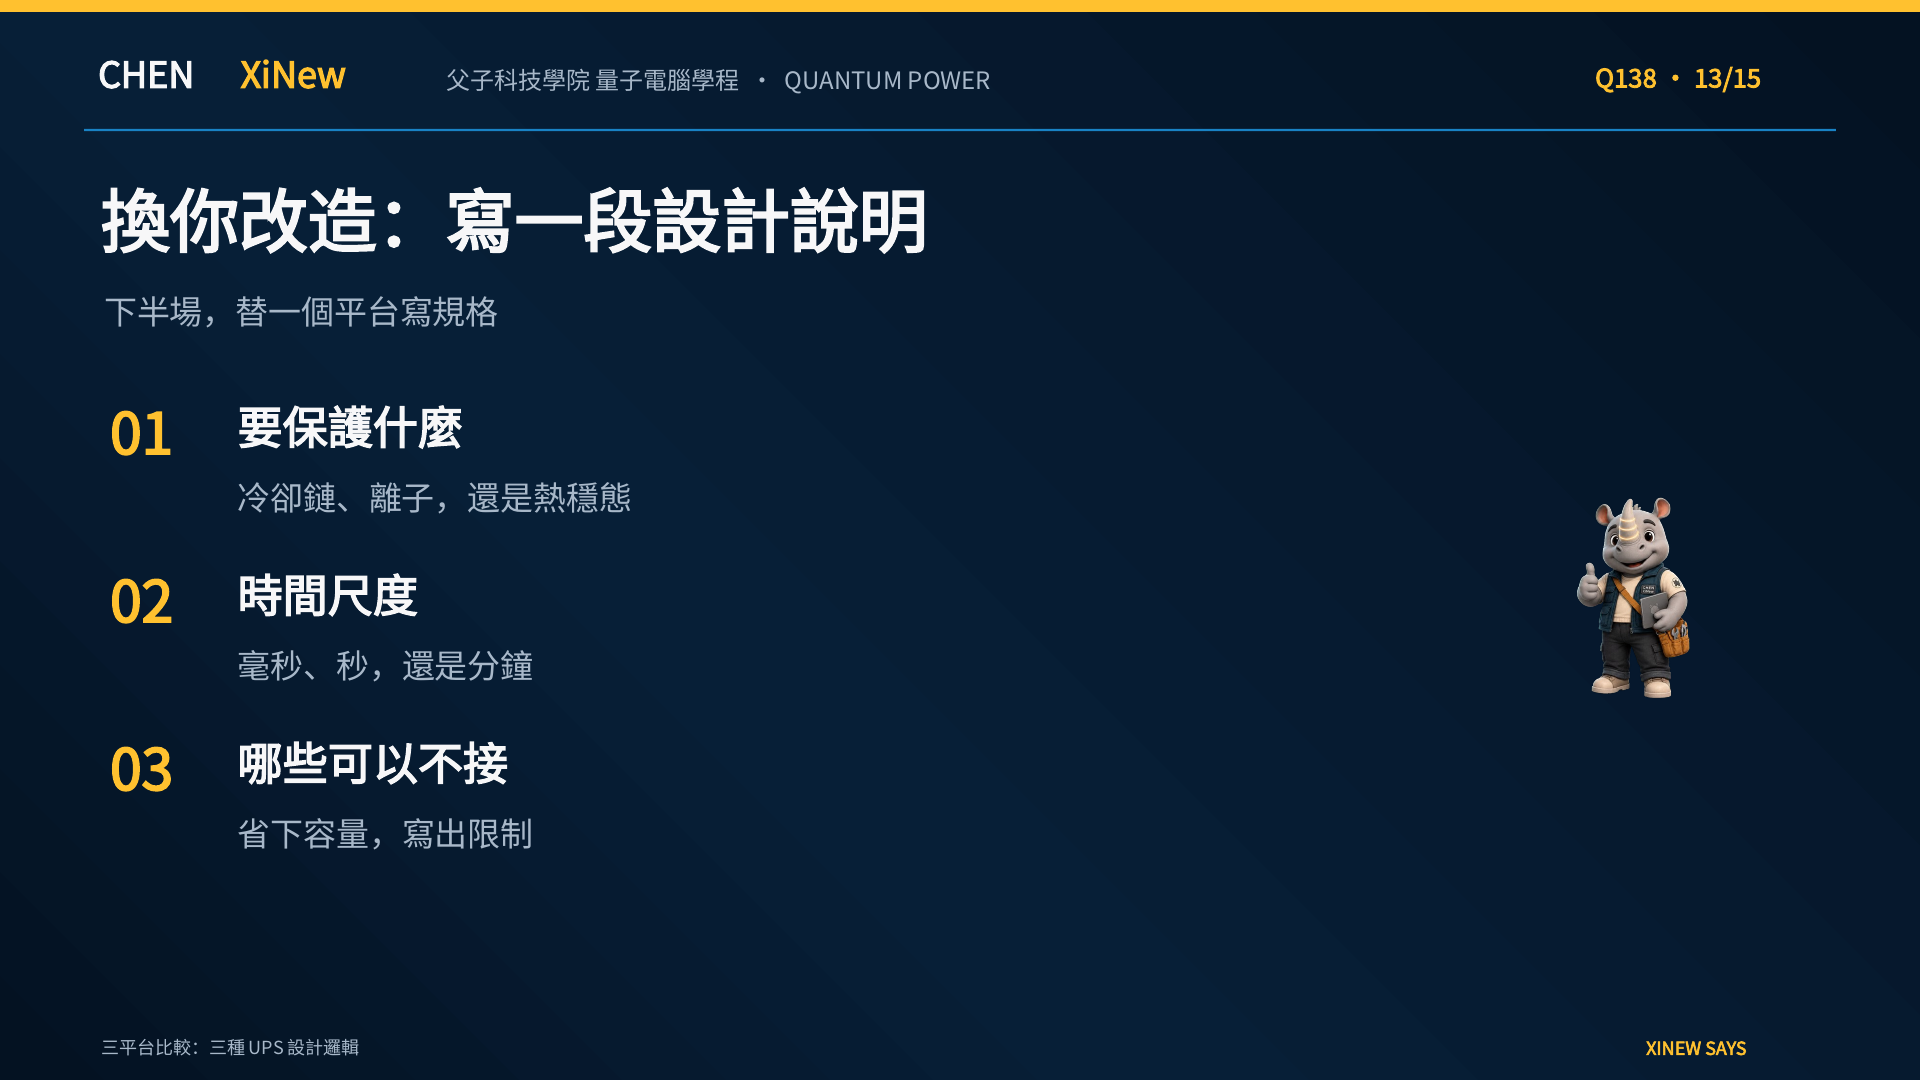 CHEN XiNew 父子科技學院 量子電腦學程 · QUANTUM POWER Q138 · 13/15
換你改造：寫一段設計說明
下半場，替一個平台寫規格
01 要保護什麼
冷卻鏈、離子，還是熱穩態
02 時間尺度
毫秒、秒，還是分鐘
03 哪些可以不接
省下容量，寫出限制
三平台比較：三種 UPS 設計邏輯 XINEW SAYS